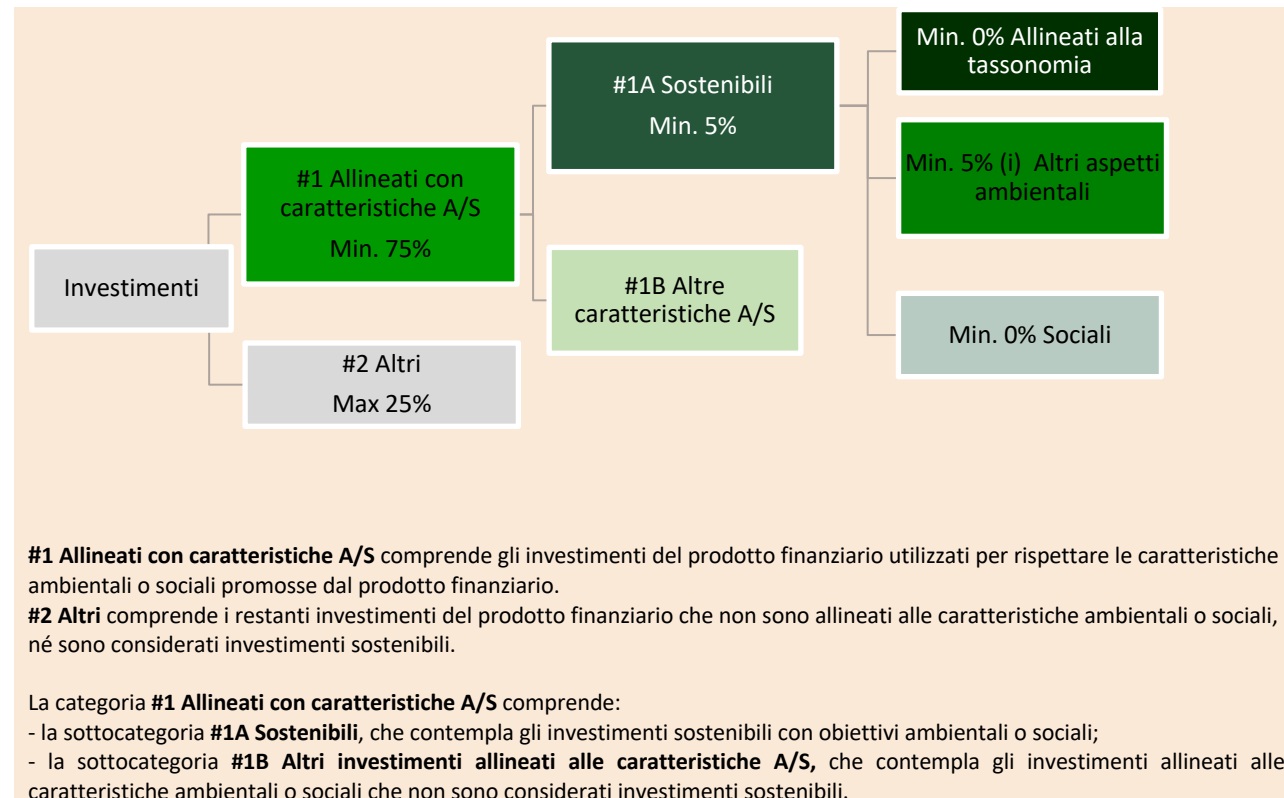 Min. 0% Allineati alla
tassonomia
#1A Sostenibili
Min. 5%
Min. 5% (i)  Altri aspetti
ambientali
#1 Allineati con
caratteristiche A/S
Min. 75%
Investimenti
#1B Altre
caratteristiche A/S
Min. 0% Sociali
#2 Altri
Max 25%
#1 Allineati con caratteristiche A/S comprende gli investimenti del prodotto finanziario utilizzati per rispettare le caratteristiche
ambientali o sociali promosse dal prodotto finanziario.
#2 Altri comprende i restanti investimenti del prodotto finanziario che non sono allineati alle caratteristiche ambientali o sociali,
né sono considerati investimenti sostenibili.
La categoria #1 Allineati con caratteristiche A/S comprende:
- la sottocategoria #1A Sostenibili, che contempla gli investimenti sostenibili con obiettivi ambientali o sociali;
- la sottocategoria #1B Altri investimenti allineati alle caratteristiche A/S, che contempla gli investimenti allineati alle
caratteristiche ambientali o sociali che non sono considerati investimenti sostenibili.